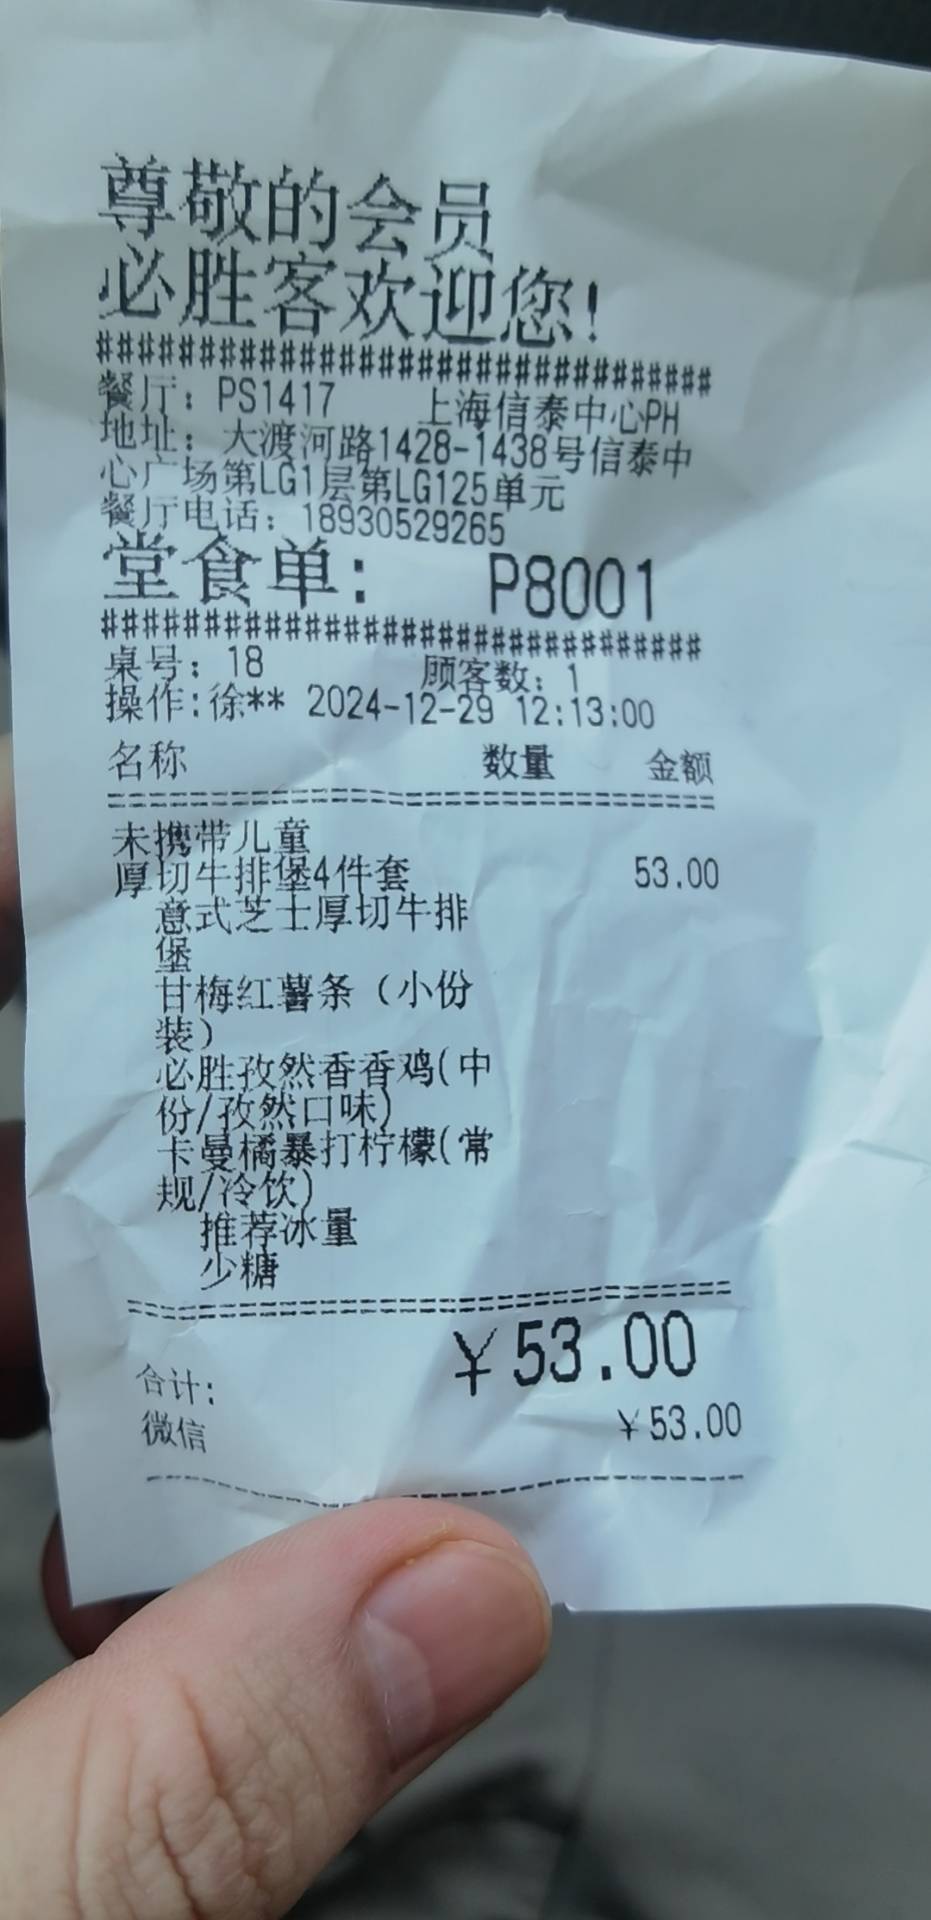 尊敬的会员
必胜客欢迎您!
##############################
餐厅: PS1417 上海信泰中心PH
地址: 大渡河路1428-1438号信泰中
心广场第LG1层第LG125单元
餐厅电话: 18930529265
堂食单: P8001
##############################
桌号: 18 顾客数: 1
操作:徐** 2024-12-29 12:13:00
名称 数量 金额
未携带儿童
厚切牛排堡4件套 53.00
意式芝士厚切牛排
堡
甘梅红薯条（小份
装）
必胜孜然香香鸡(中
份/孜然口味)
卡曼橘暴打柠檬(常
规/冷饮)
推荐冰量
少糖
合计: ￥53.00
微信 ￥53.00